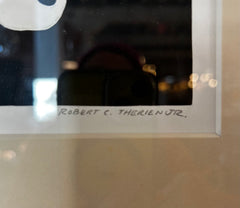 ROBERT C. THERIEN JR.